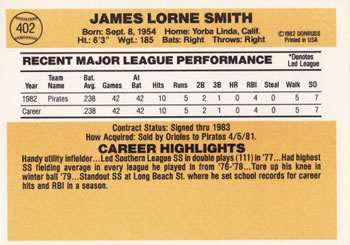 402
JAMES LORNE SMITH
Born: Sept. 8, 1954 Home: Yorba Linda, Calif.
Ht.: 6'3" Wgt.: 185 Bats: Right Throws: Right
©1982 DONRUSS
Printed in USA
RECENT MAJOR LEAGUE PERFORMANCE
*Denotes
Led League
Year Team Name Bat. Avg. Games At Bat Hits Runs 2B 3B HR RBI Steal Walk SO
1982 Pirates .238 42 42 10 5 2 1 0 4 0 5 7
Career .238 42 42 10 5 2 1 0 4 0 5 7
Contract Status: Signed thru 1983
How Acquired: Sold by Orioles to Pirates 4/5/81.
CAREER HIGHLIGHTS
Handy utility infielder...Led Southern League SS in double plays (111) in '77...Had highest
SS fielding average in every league he played in from '76-'78...Tore up his knee in
winter ball '79...Standout SS at Long Beach St. where he set school records for career
hits and RBI in a season.